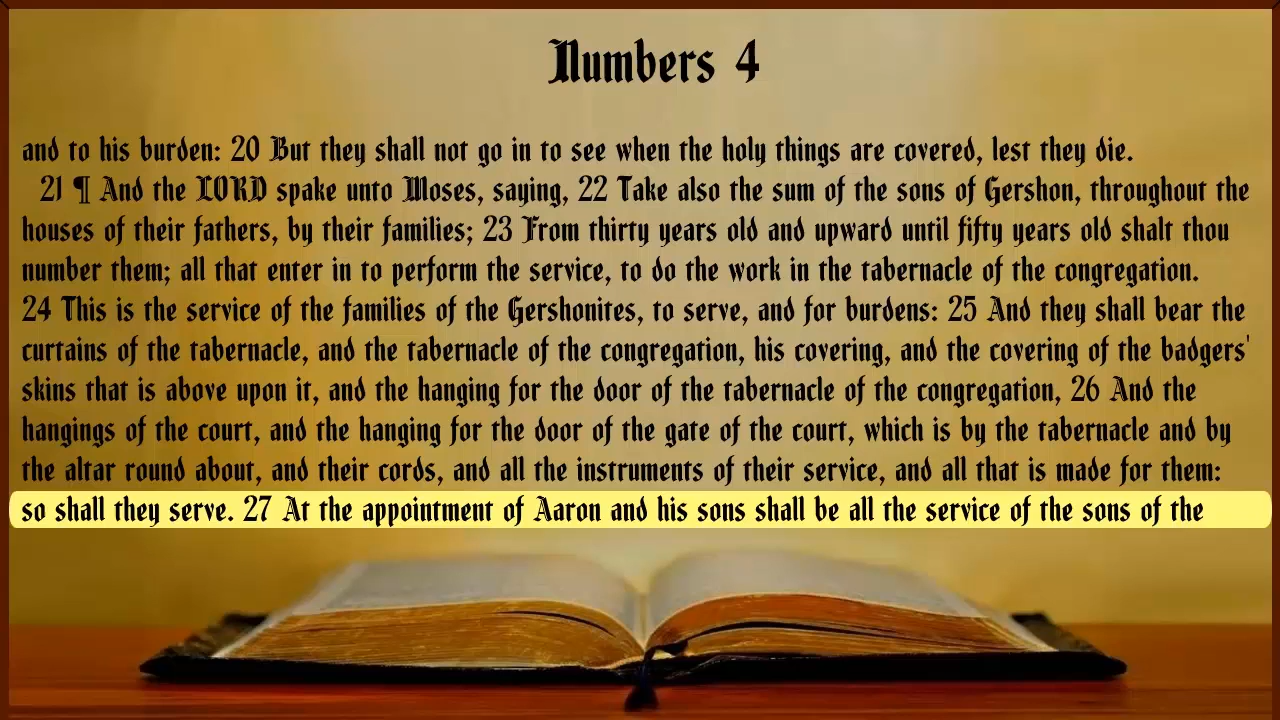 Numbers 4
and to his burden: 20 But they shall not go in to see when the holy things are covered, lest they die.
21 ¶ And the LORD spake unto Moses, saying, 22 Take also the sum of the sons of Gershon, throughout the
houses of their fathers, by their families; 23 From thirty years old and upward until fifty years old shalt thou
number them; all that enter in to perform the service, to do the work in the tabernacle of the congregation.
24 This is the service of the families of the Gershonites, to serve, and for burdens: 25 And they shall bear the
curtains of the tabernacle, and the tabernacle of the congregation, his covering, and the covering of the badgers'
skins that is above upon it, and the hanging for the door of the tabernacle of the congregation, 26 And the
hangings of the court, and the hanging for the door of the gate of the court, which is by the tabernacle and by
the altar round about, and their cords, and all the instruments of their service, and all that is made for them:
so shall they serve. 27 At the appointment of Aaron and his sons shall be all the service of the sons of the